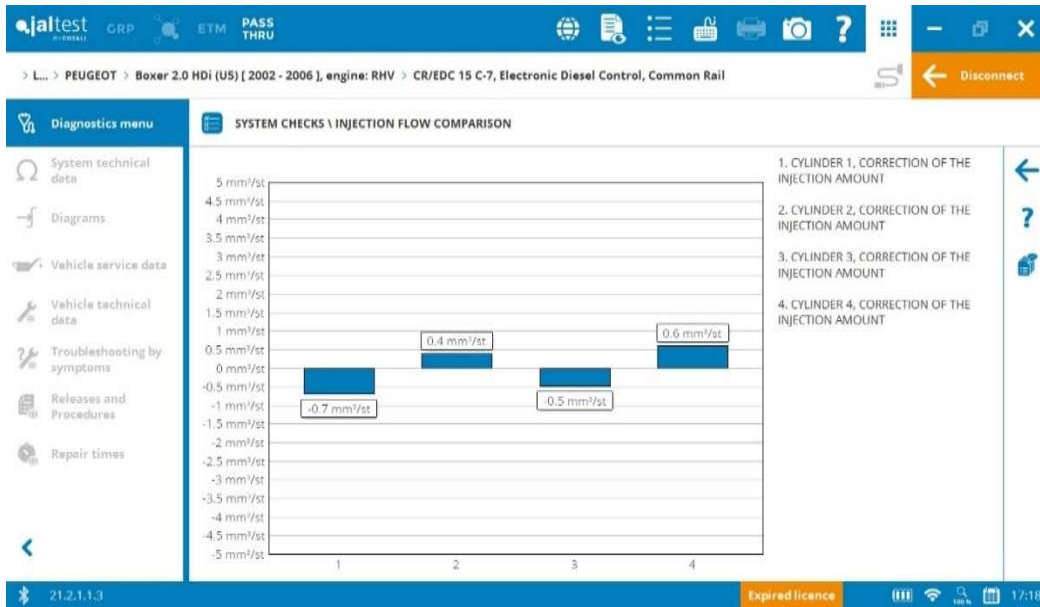 jaltest
GRP
ETM
PASS
THRU
?
> L... > PEUGEOT > Boxer 2.0 HDi (U5) [ 2002 - 2006 ], engine: RHV > CR/EDC 15 C-7, Electronic Diesel Control, Common Rail
Disconnect
Diagnostics menu
System technical
data
Diagrams
Vehicle service data
Vehicle technical
data
Troubleshooting by
symptoms
Releases and
Procedures
Repair times
SYSTEM CHECKS \ INJECTION FLOW COMPARISON
5 mm³/st
4.5 mm³/st
4 mm³/st
3.5 mm³/st
3 mm³/st
2.5 mm³/st
2 mm³/st
1.5 mm³/st
1 mm³/st
0.5 mm³/st
0 mm³/st
-0.5 mm³/st
-1 mm³/st
-1.5 mm³/st
-2 mm³/st
-2.5 mm³/st
-3 mm³/st
-3.5 mm³/st
-4 mm³/st
-4.5 mm³/st
-5 mm³/st
-0.7 mm³/st
0.4 mm³/st
-0.5 mm³/st
0.6 mm³/st
1 2 3 4
1. CYLINDER 1, CORRECTION OF THE
INJECTION AMOUNT
2. CYLINDER 2, CORRECTION OF THE
INJECTION AMOUNT
3. CYLINDER 3, CORRECTION OF THE
INJECTION AMOUNT
4. CYLINDER 4, CORRECTION OF THE
INJECTION AMOUNT
?
21.2.1.1.3
Expired licence
100 %
17:18